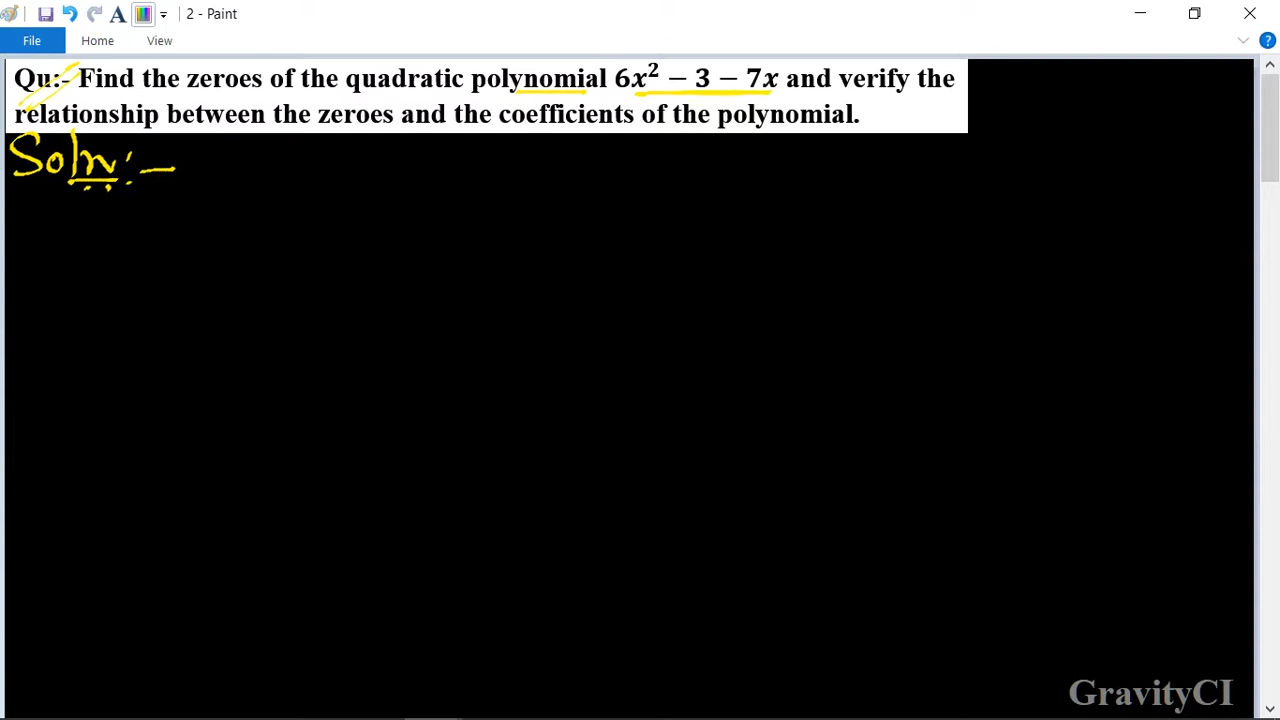 2 - Paint
File Home View
Qu:- Find the zeroes of the quadratic polynomial 6x² − 3 − 7x and verify the
relationship between the zeroes and the coefficients of the polynomial.
Soln:-
GravityCI